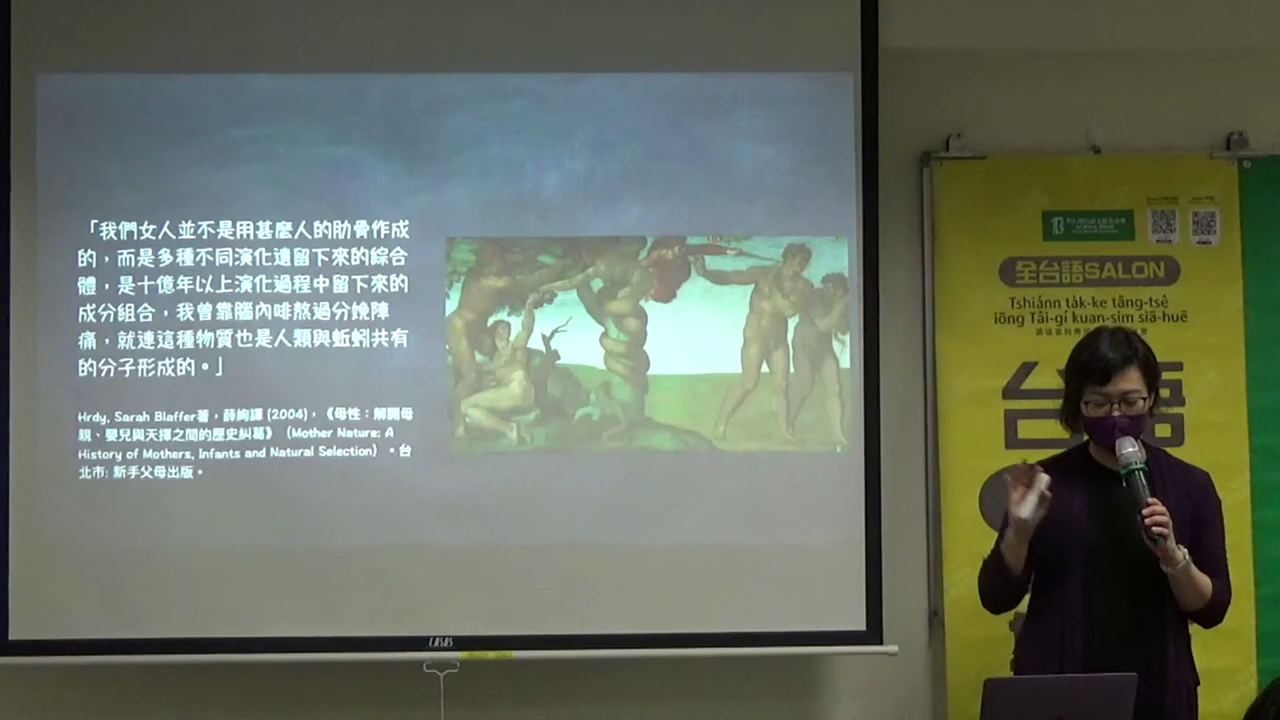 「我們女人並不是用甚麼人的肋骨作成
的，而是多種不同演化遺留下來的綜合
體，是十億年以上演化過程中留下來的
成分組合，我曾靠腦內啡熬過分娩陣
痛，就連這種物質也是人類與蚯蚓共有
的分子形成的。」
Hrdy, Sarah Blaffer著，薛絢譯 (2004)，《母性：解開母
親、嬰兒與天擇之間的歷史糾葛》（Mother Nature: A
History of Mothers, Infants and Natural Selection）。台
北市: 新手父母出版。
全台語SALON
Tshiánn ta̍k-ke tâng-tsê
iōng Tâi-gí kuan-sim siā-huē
台語